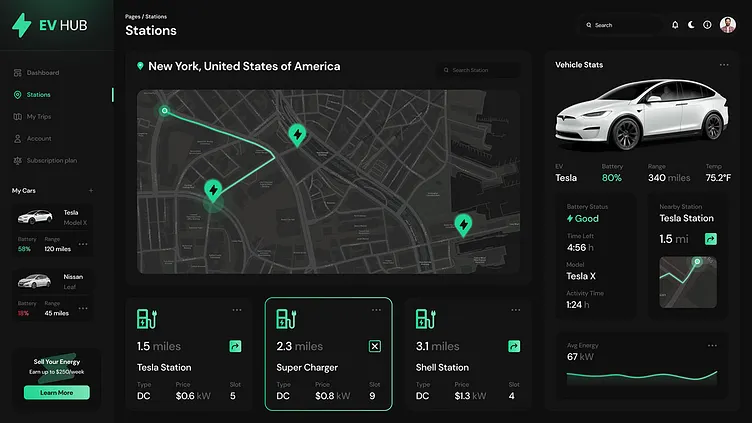 EV HUB
Dashboard
Stations
My Trips
Account
Subscription plan
My Cars +
Tesla
Model X
Battery Range
58% 120 miles
Nissan
Leaf
Battery Range
18% 45 miles
Sell Your Energy
Earn up to $250/week
Learn More
Pages / Stations
Stations
Search
New York, United States of America
Search Station
1.5 miles
Tesla Station
Type Price Slot
DC $0.6 kW 5
2.3 miles
Super Charger
Type Price Slot
DC $0.8 kW 9
3.1 miles
Shell Station
Type Price Slot
DC $1.3 kW 4
Vehicle Stats
EV Battery Range Temp
Tesla 80% 340 miles 75.2°F
Battery Status
Good
Time Left
4:56 h
Model
Tesla X
Activity Time
1:24 h
Nearby Station
Tesla Station
1.5 mi
Avg Energy
67 kW